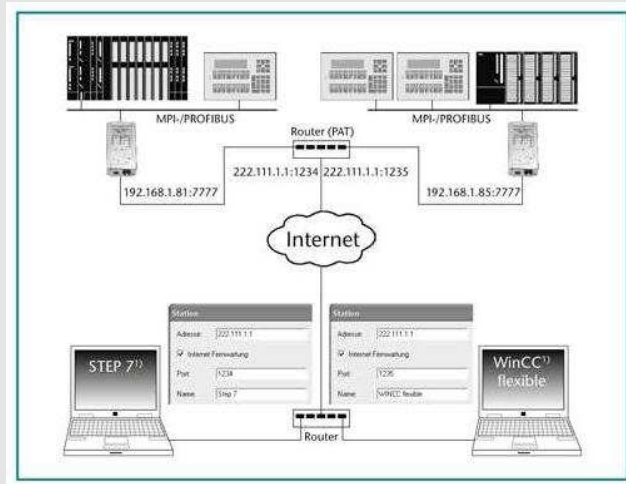 MPI-/PROFIBUS
MPI-/PROFIBUS
Router (PAT)
222.111.1.1:1234
222.111.1.1:1235
192.168.1.81:7777
192.168.1.85:7777
Internet
Station
Adresse: 222.111.1.1
Internet Fernwartung
Port: 1234
Name: Step 7
Station
Adresse: 222.111.1.1
Internet Fernwartung
Port: 1235
Name: WINCC flexible
STEP 7¹⁾
WinCC¹⁾
flexible
Router